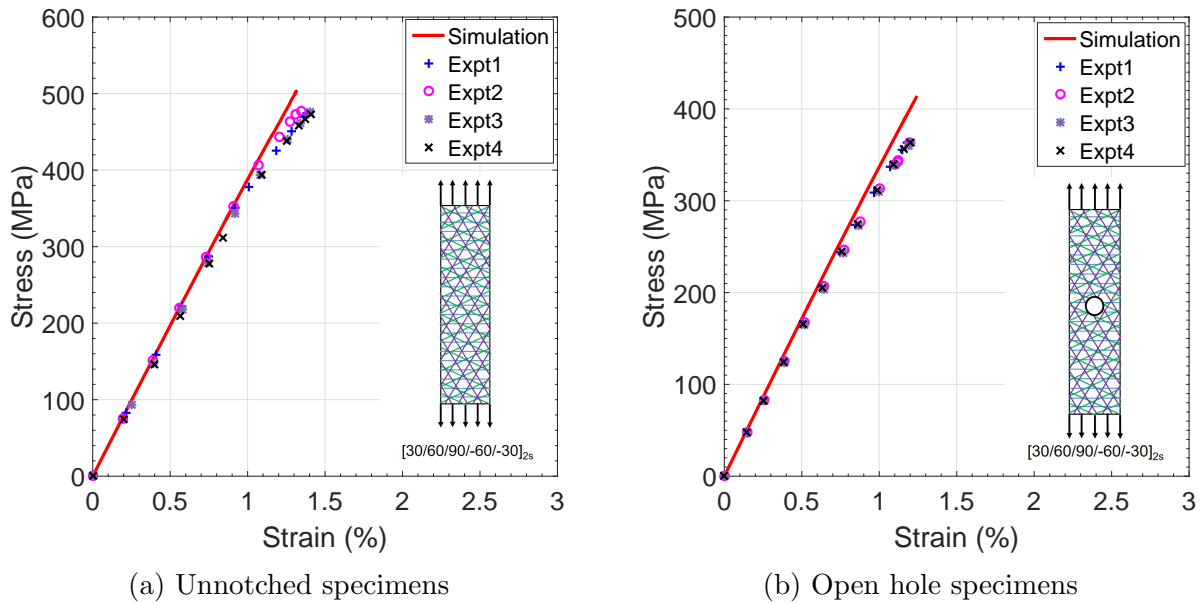 600
500
400
300
200
100
0
0
0.5
1
1.5
2
2.5
3
Stress (MPa)
Strain (%)
Simulation
Expt1
Expt2
Expt3
Expt4
[30/60/90/-60/-30]2s
(a) Unnotched specimens
500
400
300
200
100
0
0
0.5
1
1.5
2
2.5
3
Stress (MPa)
Strain (%)
Simulation
Expt1
Expt2
Expt3
Expt4
[30/60/90/-60/-30]2s
(b) Open hole specimens